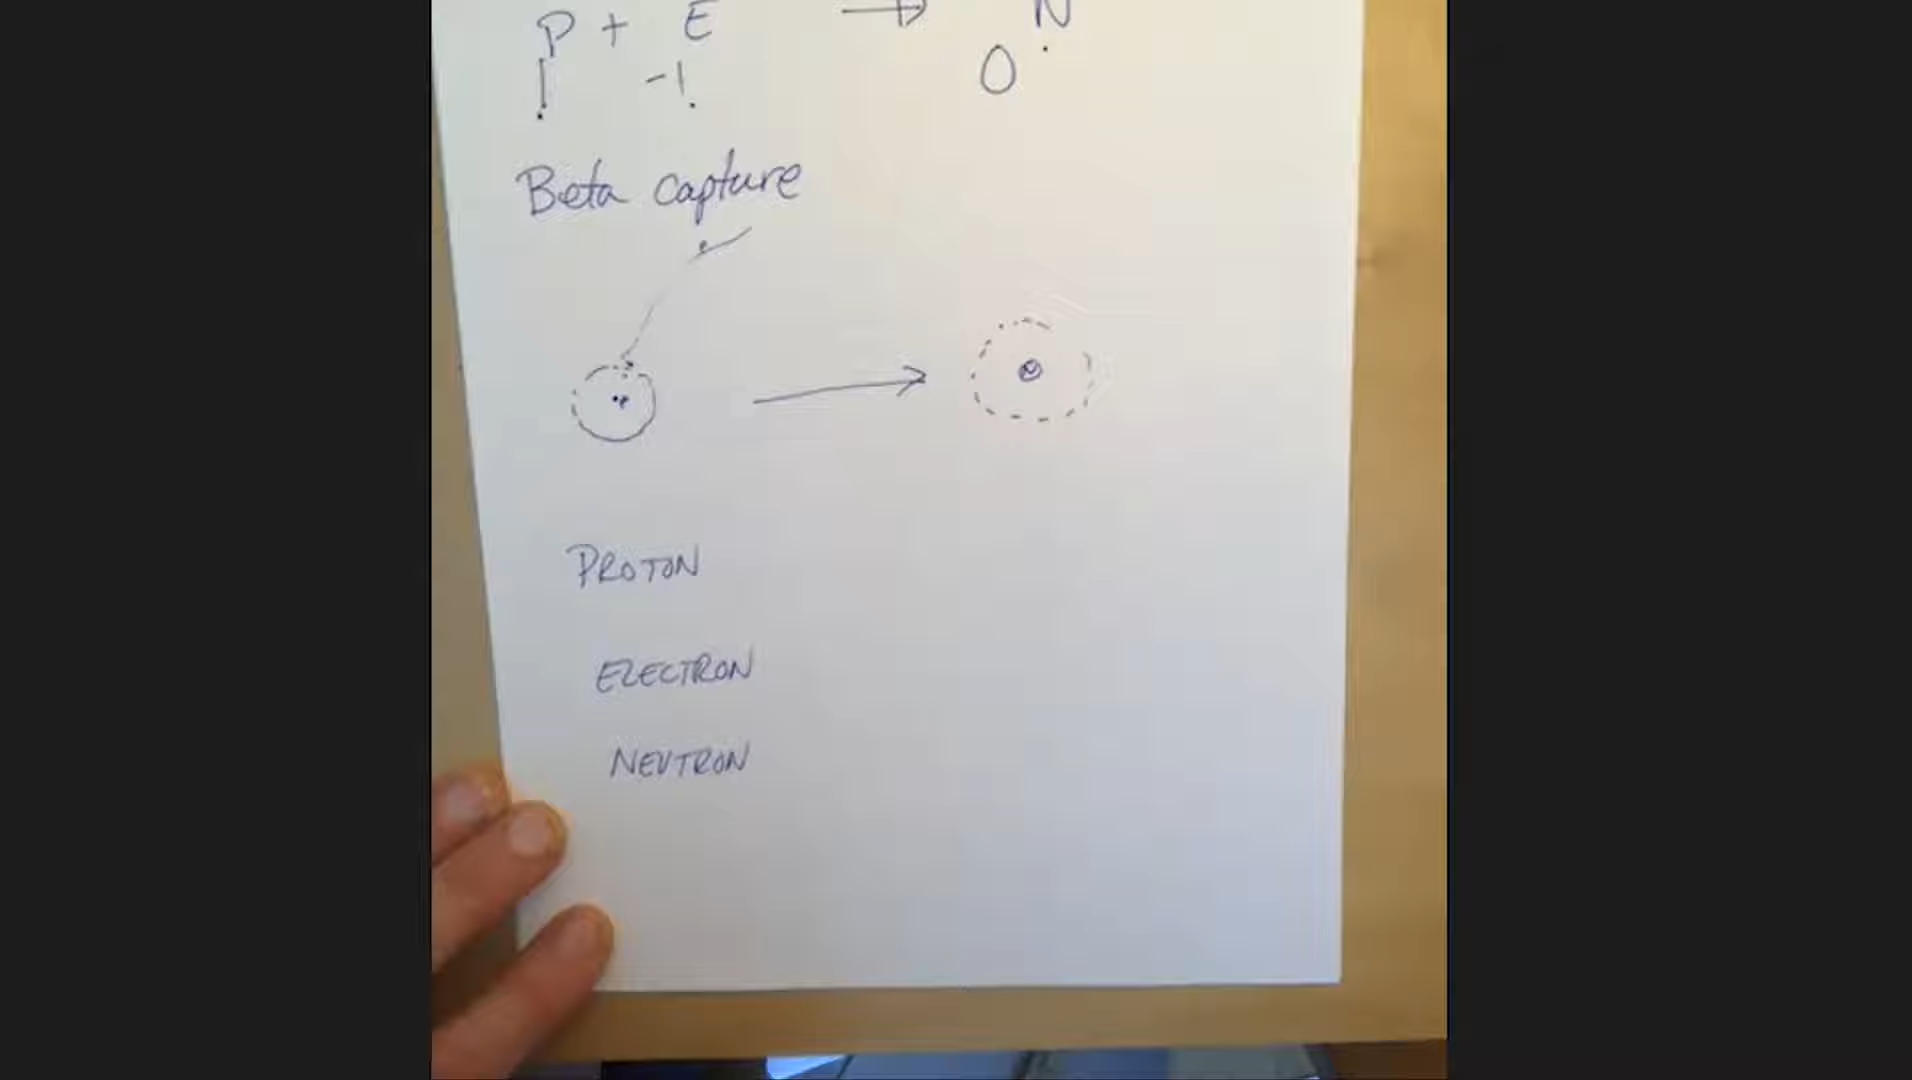 P + E → N
1 -1 0
Beta capture
P → N
PROTON
ELECTRON
NEUTRON